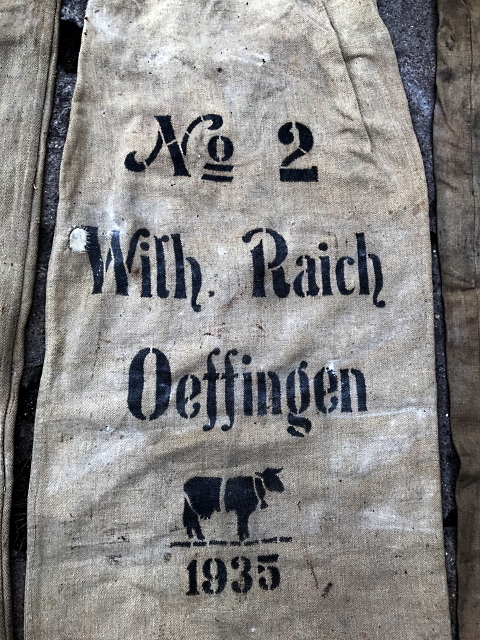 No 2
Wilh. Raich
Oeffingen
1935